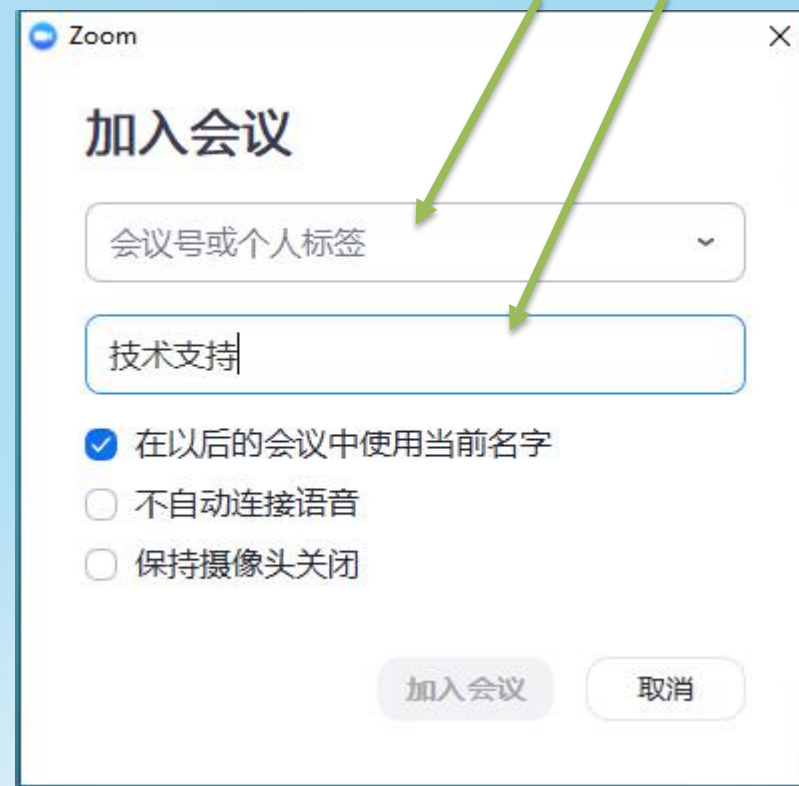 Zoom
加入会议
会议号或个人标签
技术支持
在以后的会议中使用当前名字
不自动连接语音
保持摄像头关闭
加入会议 取消